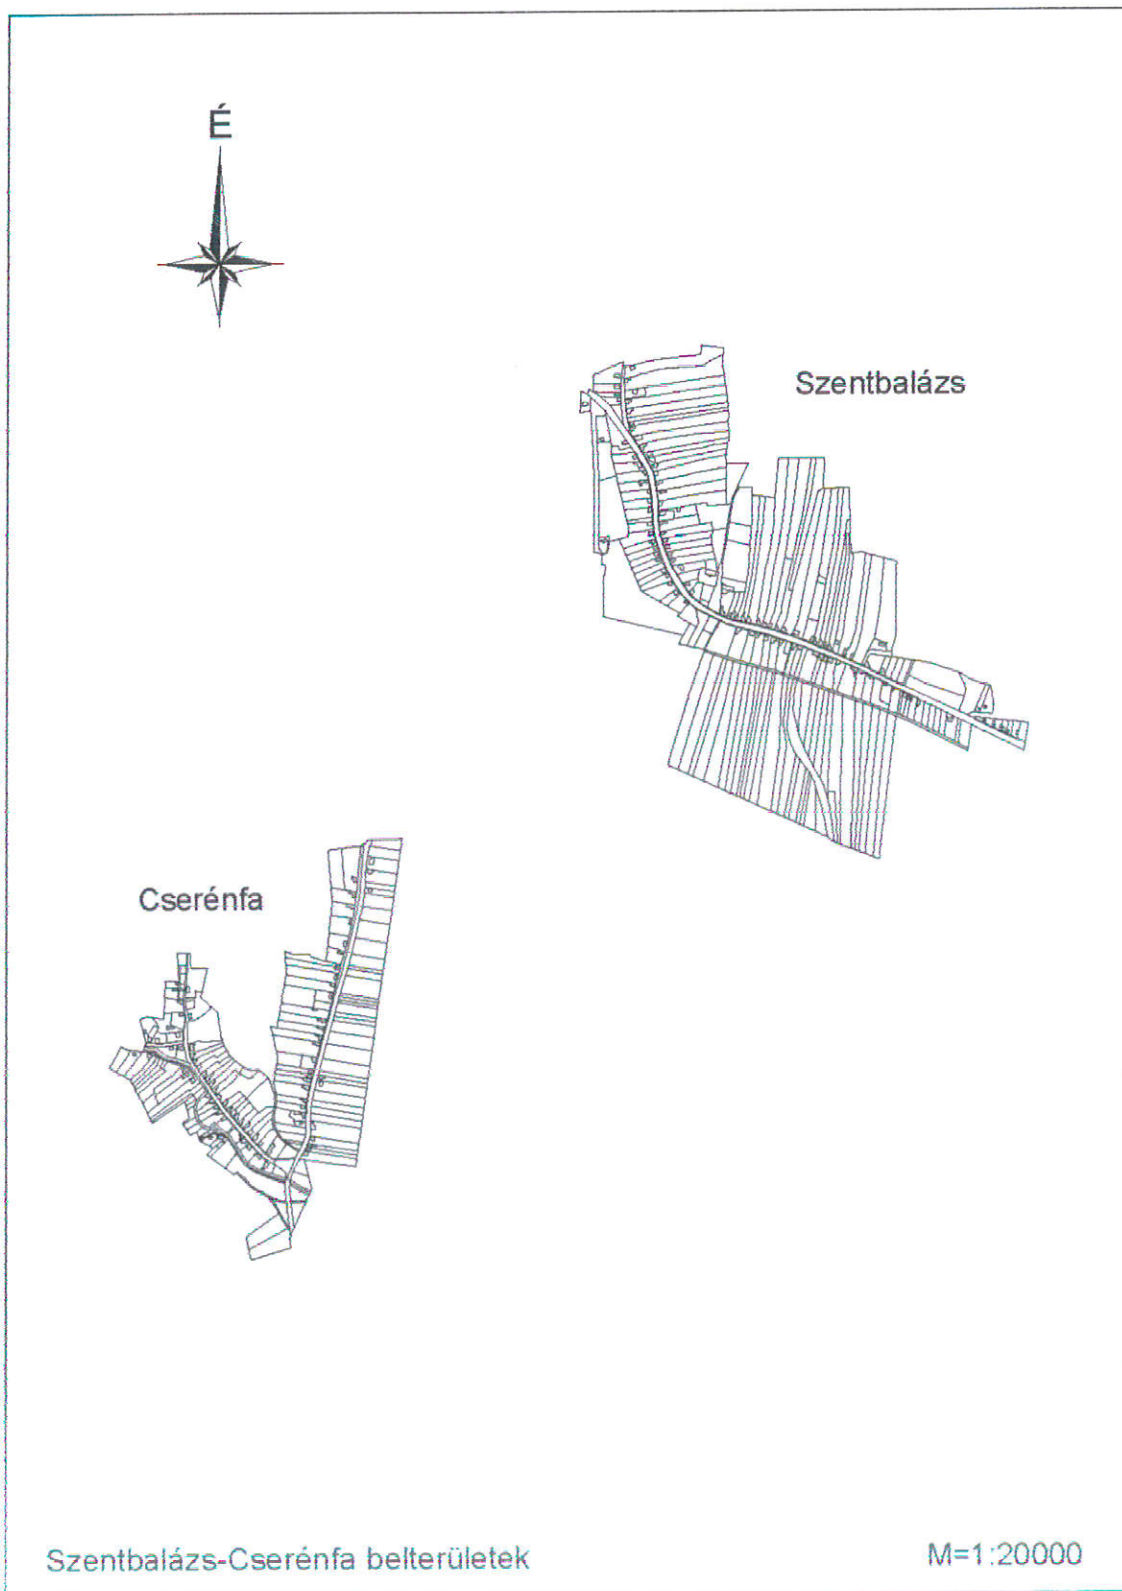 É
Szentbalázs
Cserénfa
Szentbalázs-Cserénfa belterületek
M=1:20000